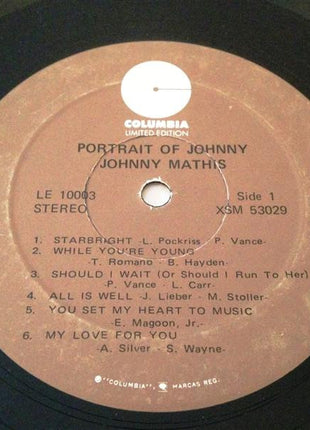 COLUMBIA
LIMITED EDITION
PORTRAIT OF JOHNNY
JOHNNY MATHIS
LE 10003 Side 1
STEREO XSM 53029
1. STARBRIGHT -L. Pockriss -P. Vance-
2. WHILE YOU'RE YOUNG
-T. Romano -B. Hayden-
3. SHOULD I WAIT (Or Should I Run To Her)
-P. Vance -L. Carr-
4. ALL IS WELL -J. Lieber -M. Stoller-
5. YOU SET MY HEART TO MUSIC
-E. Magoon, Jr.-
6. MY LOVE FOR YOU
-A. Silver -S. Wayne-
® "COLUMBIA", MARCAS REG.